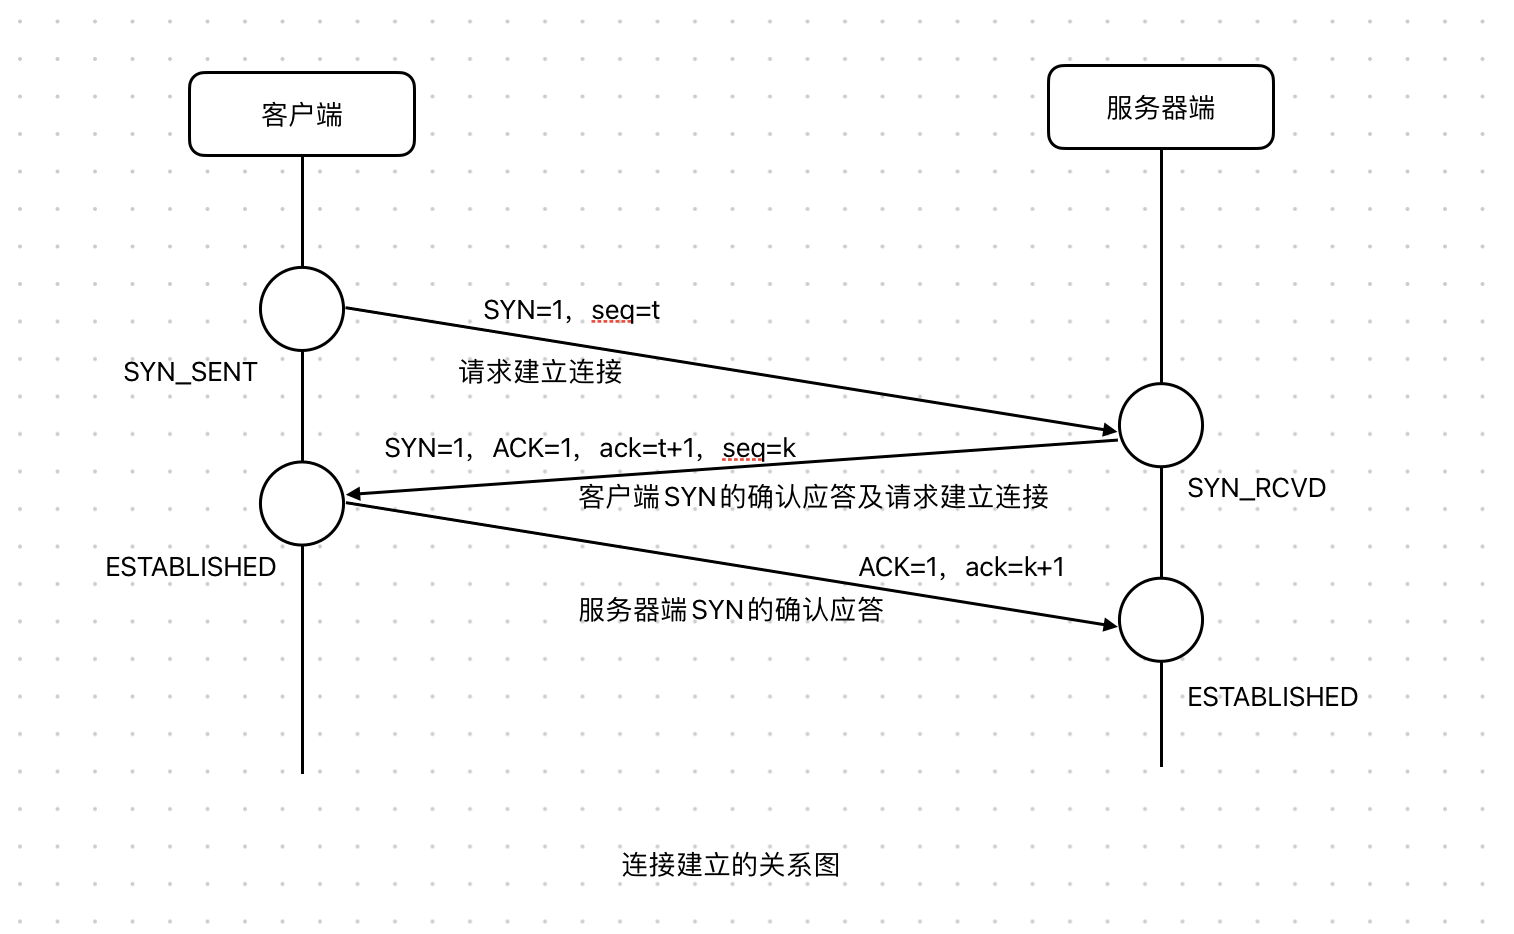 客户端
服务器端
SYN=1，seq=t
请求建立连接
SYN_SENT
SYN=1，ACK=1，ack=t+1，seq=k
客户端SYN的确认应答及请求建立连接
SYN_RCVD
ESTABLISHED
ACK=1，ack=k+1
服务器端SYN的确认应答
ESTABLISHED
连接建立的关系图